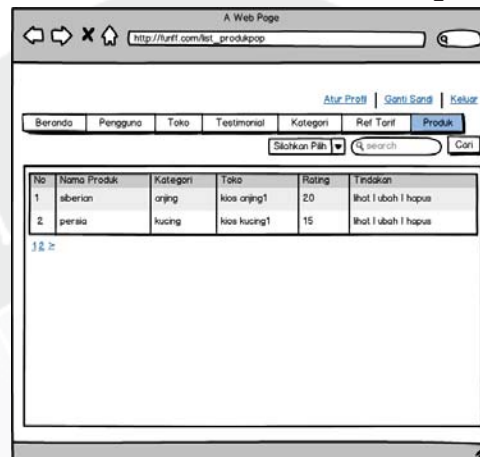 A Web Page
http://furff.com/list_produkpop
Atur Profil | Ganti Sandi | Keluar
Beranda Pengguna Toko Testimonial Kategori Ref Tarif Produk
Silahkan Pilih search Cari
No Nama Produk Kategori Toko Rating Tindakan
1 siberian anjing kios anjing1 20 lihat | ubah | hapus
2 persia kucing kios kucing1 15 lihat | ubah | hapus
1 2 >